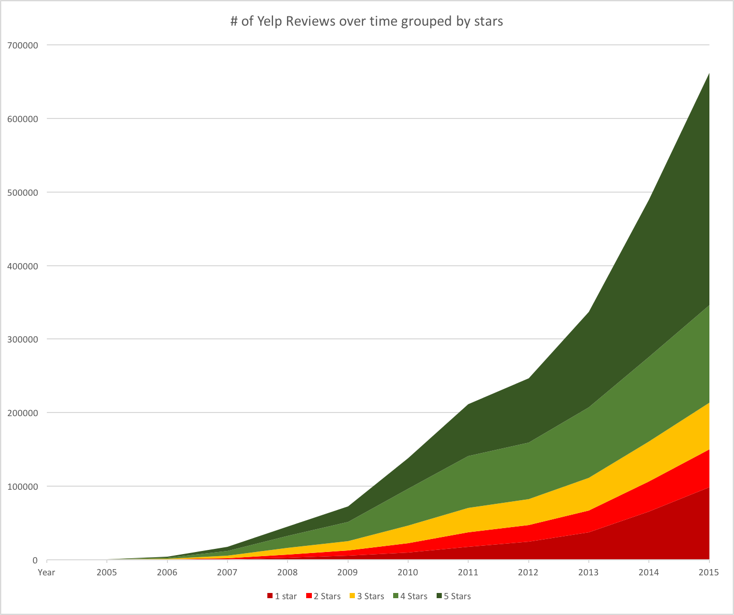 # of Yelp Reviews over time grouped by stars
700000
600000
500000
400000
300000
200000
100000
0
Year 2005 2006 2007 2008 2009 2010 2011 2012 2013 2014 2015
1 star 2 Stars 3 Stars 4 Stars 5 Stars